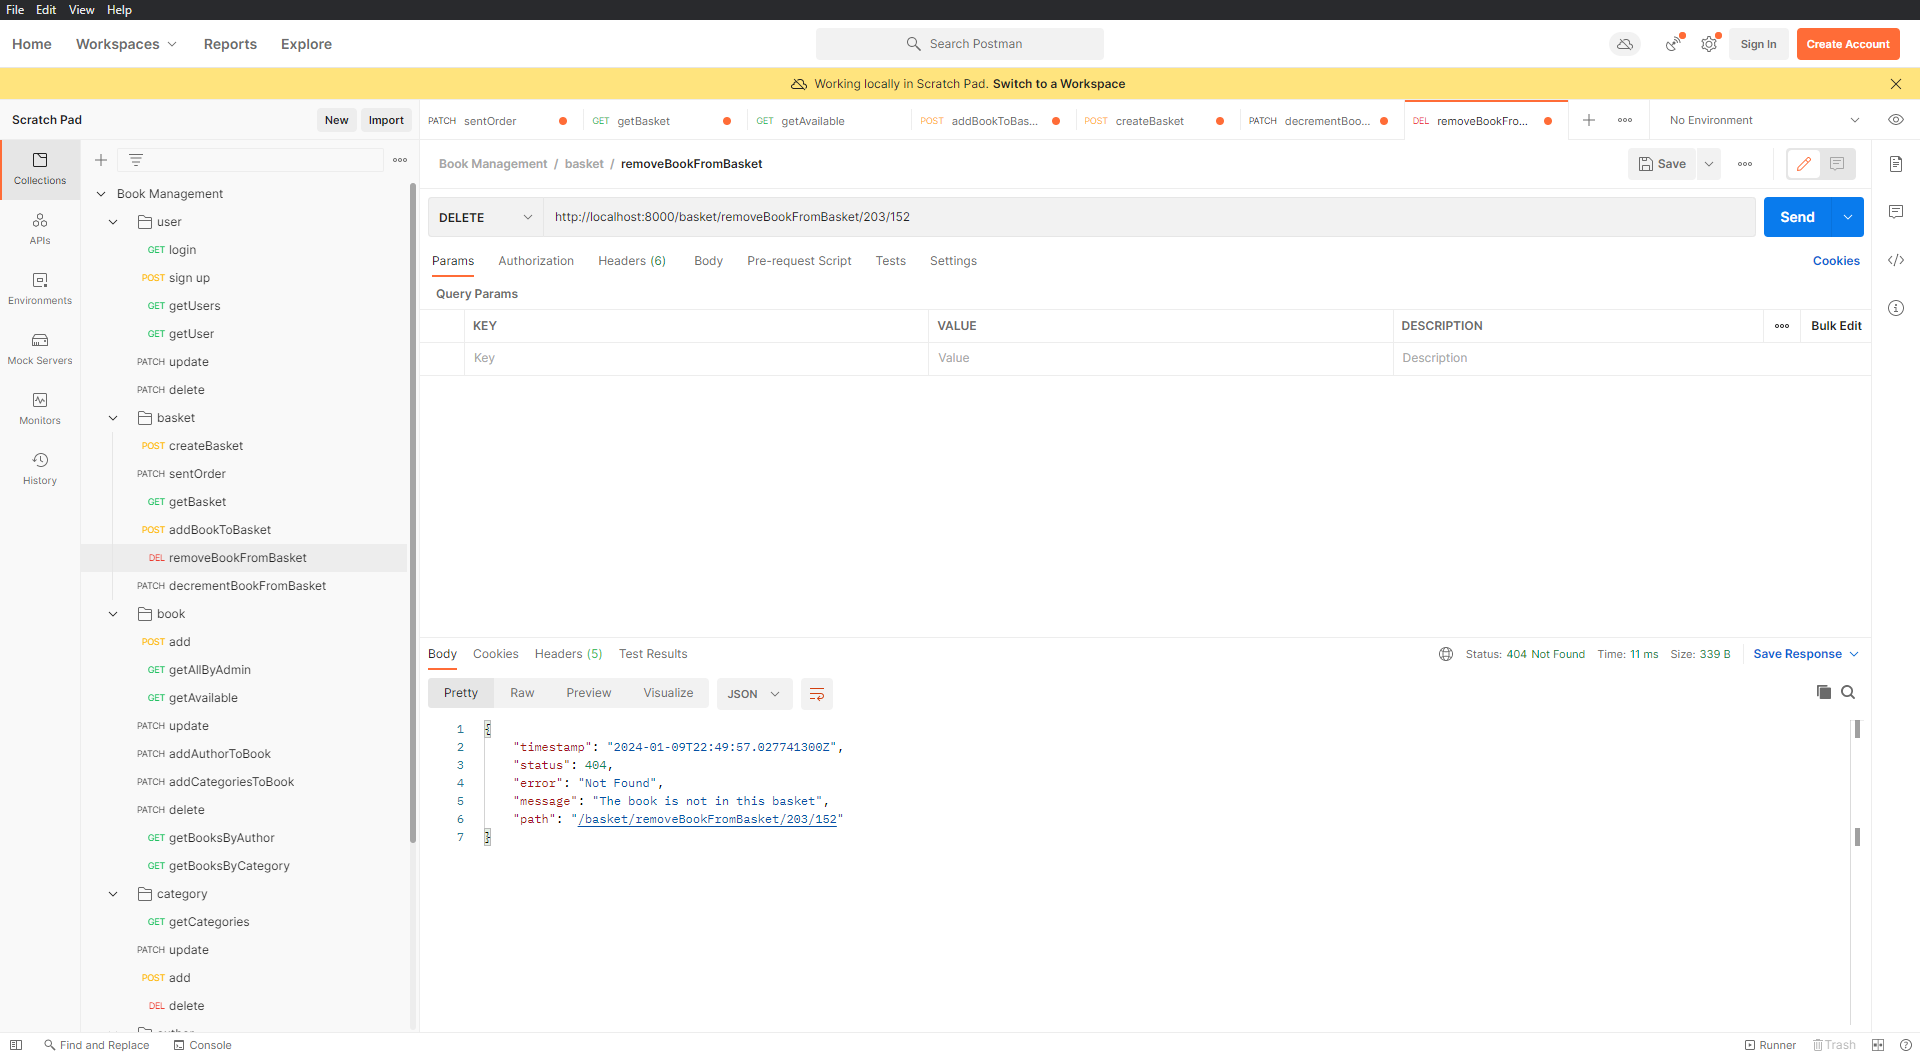 File Edit View Help
Home Workspaces Reports Explore Search Postman Sign In Create Account
Working locally in Scratch Pad. Switch to a Workspace
Scratch Pad New Import
PATCH sentOrder GET getBasket GET getAvailable POST addBookToBas... POST createBasket PATCH decrementBoo... DEL removeBookFro... No Environment
Collections
APIs
Environments
Mock Servers
Monitors
History
Book Management
user
GET login
POST sign up
GET getUsers
GET getUser
PATCH update
PATCH delete
basket
POST createBasket
PATCH sentOrder
GET getBasket
POST addBookToBasket
DEL removeBookFromBasket
PATCH decrementBookFromBasket
book
POST add
GET getAllByAdmin
GET getAvailable
PATCH update
PATCH addAuthorToBook
PATCH addCategoriesToBook
PATCH delete
GET getBooksByAuthor
GET getBooksByCategory
category
GET getCategories
PATCH update
POST add
DEL delete
Book Management / basket / removeBookFromBasket Save
DELETE http://localhost:8000/basket/removeBookFromBasket/203/152 Send
Params Authorization Headers (6) Body Pre-request Script Tests Settings Cookies
Query Params
KEY VALUE DESCRIPTION Bulk Edit
Key Value Description
Body Cookies Headers (5) Test Results Status: 404 Not Found Time: 11 ms Size: 339 B Save Response
Pretty Raw Preview Visualize JSON
1 {
2 "timestamp": "2024-01-09T22:49:57.027741300Z",
3 "status": 404,
4 "error": "Not Found",
5 "message": "The book is not in this basket",
6 "path": "/basket/removeBookFromBasket/203/152"
7 }
Find and Replace Console Runner Trash